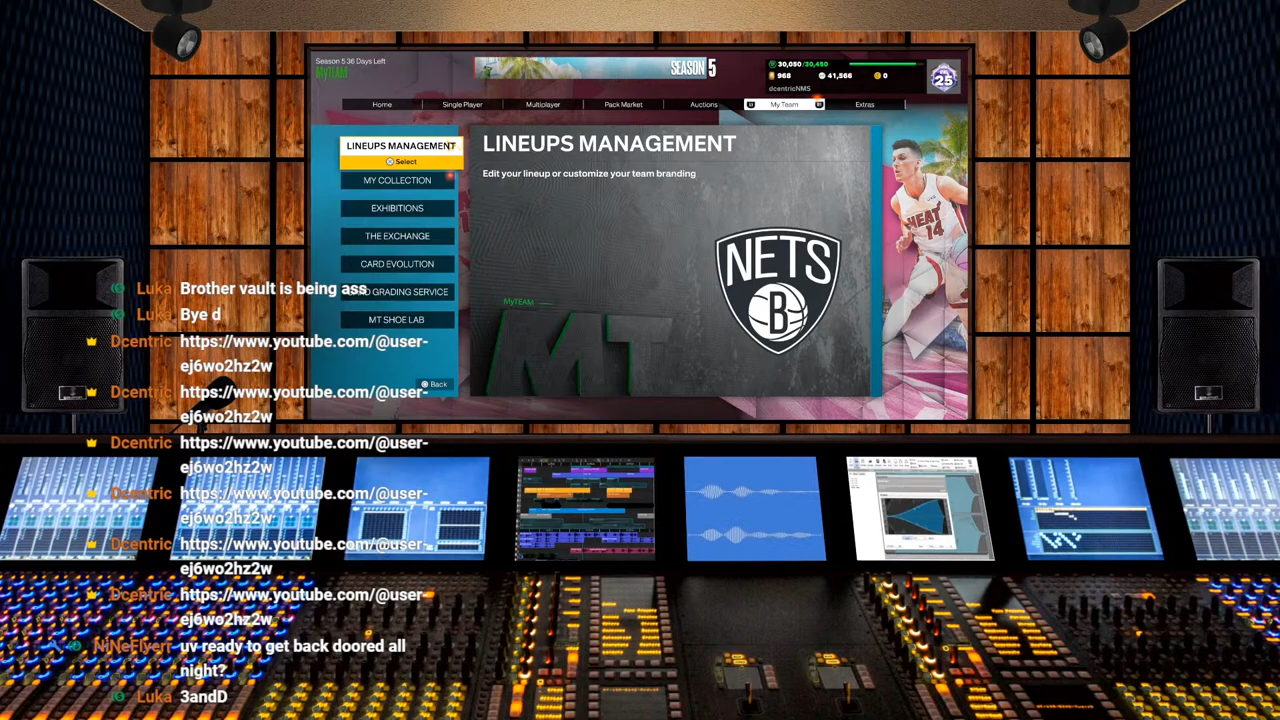 Season 5 36 Days Left
MyTEAM
SEASON 5
30,050/30,450
968
41,566
0
dcentricNMS
25
Home
Single Player
Multiplayer
Pack Market
Auctions
My Team
Extras
LINEUPS MANAGEMENT
Select
MY COLLECTION
EXHIBITIONS
THE EXCHANGE
CARD EVOLUTION
GRADING SERVICE
MT SHOE LAB
Back
LINEUPS MANAGEMENT
Edit your lineup or customize your team branding
MyTEAM
MT
NETS
B
HEAT
14
Luka Brother vault is being ass
Luka Bye d
Dcentric https://www.youtube.com/@user-
ej6wo2hz2w
Dcentric https://www.youtube.com/@user-
ej6wo2hz2w
Dcentric https://www.youtube.com/@user-
ej6wo2hz2w
Dcentric https://www.youtube.com/@user-
ej6wo2hz2w
Dcentric https://www.youtube.com/@user-
ej6wo2hz2w
Dcentric https://www.youtube.com/@user-
ej6wo2hz2w
NiNeFlyerr uv ready to get back doored all
night?
Luka 3andD